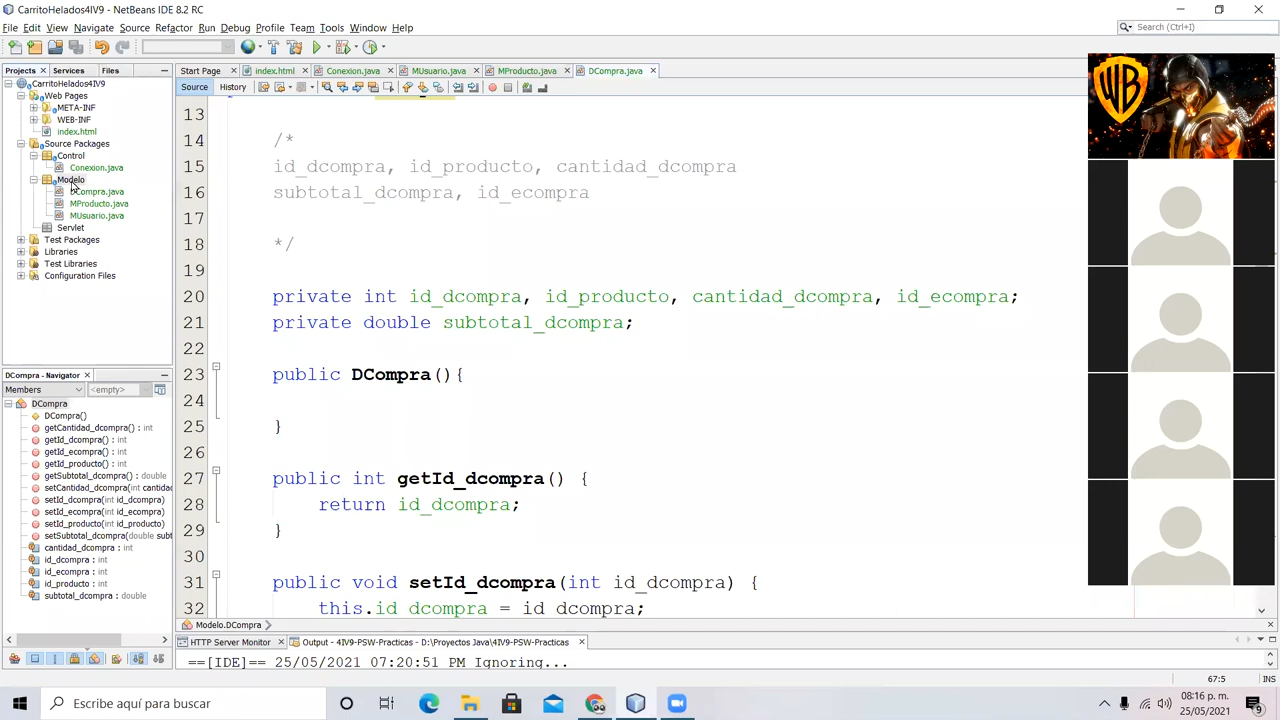 CarritoHelados4IV9 - NetBeans IDE 8.2 RC
File Edit View Navigate Source Refactor Run Debug Profile Team Tools Window Help
Search (Ctrl+I)
Projects Services Files
Start Page index.html Conexion.java MUsuario.java MProducto.java DCompra.java
Source History
CarritoHelados4IV9
Web Pages
META-INF
WEB-INF
index.html
Source Packages
Control
Conexion.java
Modelo
DCompra.java
MProducto.java
MUsuario.java
Servlet
Test Packages
Libraries
Test Libraries
Configuration Files
13
14 /*
15 id_dcompra, id_producto, cantidad_dcompra
16 subtotal_dcompra, id_ecompra
17
18 */
19
20 private int id_dcompra, id_producto, cantidad_dcompra, id_ecompra;
21 private double subtotal_dcompra;
22
23 public DCompra(){
24
25 }
26
27 public int getId_dcompra() {
28 return id_dcompra;
29 }
30
31 public void setId_dcompra(int id_dcompra) {
32 this.id_dcompra = id_dcompra;
WB
DCompra - Navigator
Members <empty>
DCompra
DCompra()
getCantidad_dcompra() : int
getId_dcompra() : int
getId_ecompra() : int
getId_producto() : int
getSubtotal_dcompra() : double
setCantidad_dcompra(int cantidad
setId_dcompra(int id_dcompra)
setId_ecompra(int id_ecompra)
setId_producto(int id_producto)
setSubtotal_dcompra(double subt
cantidad_dcompra : int
id_dcompra : int
id_ecompra : int
id_producto : int
subtotal_dcompra : double
Modelo.DCompra
HTTP Server Monitor Output - 4IV9-PSW-Practicas - D:\Proyectos Java\4IV9-PSW-Practicas
==[IDE]== 25/05/2021 07:20:51 PM Ignoring...
67:5 INS
Escribe aquí para buscar
08:16 p. m.
25/05/2021
9